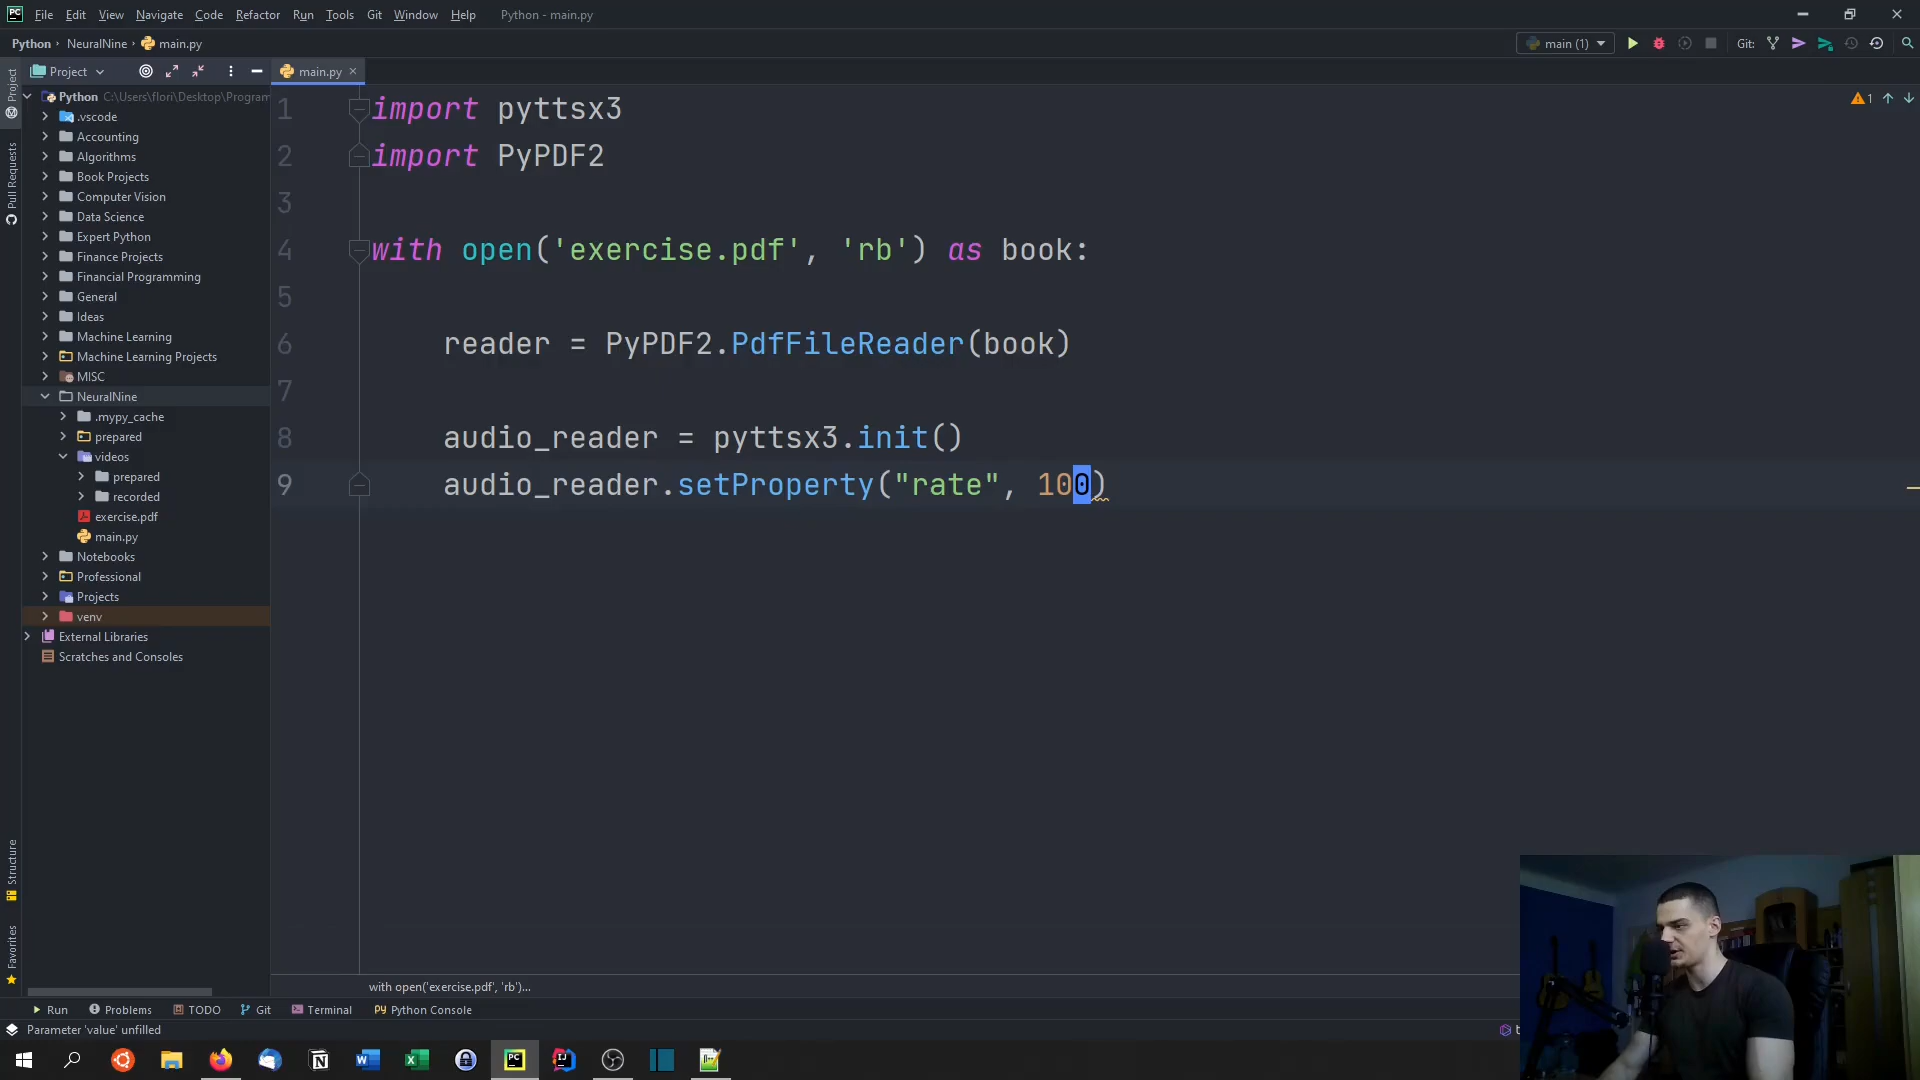 File Edit View Navigate Code Refactor Run Tools Git Window Help Python - main.py
Python NeuralNine main.py main (1) Git:
Project main.py
Project
Pull Requests
Structure
Favorites
Python C:\Users\flori\Desktop\Program
.vscode
Accounting
Algorithms
Book Projects
Computer Vision
Data Science
Expert Python
Finance Projects
Financial Programming
General
Ideas
Machine Learning
Machine Learning Projects
MISC
NeuralNine
.mypy_cache
prepared
videos
prepared
recorded
exercise.pdf
main.py
Notebooks
Professional
Projects
venv
External Libraries
Scratches and Consoles
1 import pyttsx3
2 import PyPDF2
3
4 with open('exercise.pdf', 'rb') as book:
5
6 reader = PyPDF2.PdfFileReader(book)
7
8 audio_reader = pyttsx3.init()
9 audio_reader.setProperty("rate", 100)
1
with open('exercise.pdf', 'rb')...
Run Problems TODO Git Terminal Python Console
Parameter 'value' unfilled